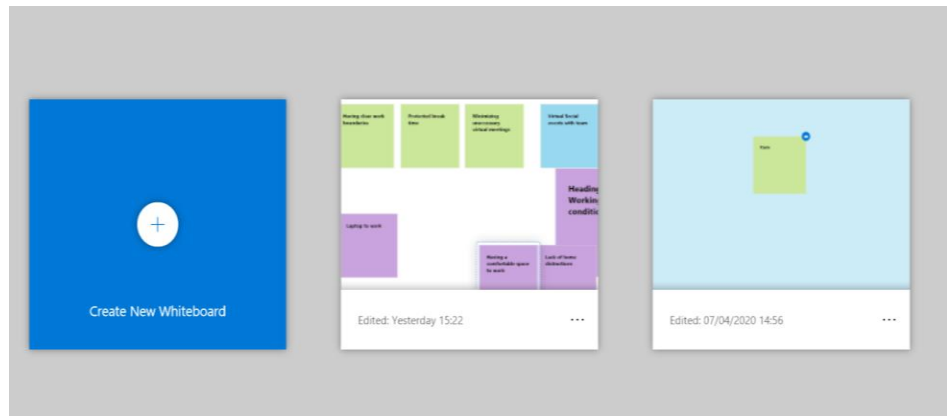 Having clear work
boundaries
Protected break
time
Minimizing
unnecessary
virtual meetings
Virtual Social
events with team
Heading
Working
conditio
Laptop to work
Having a
comfortable space
to work
Lack of home
distractions
Create New Whiteboard
Edited: Yesterday 15:22
...
Edited: 07/04/2020 14:56
...